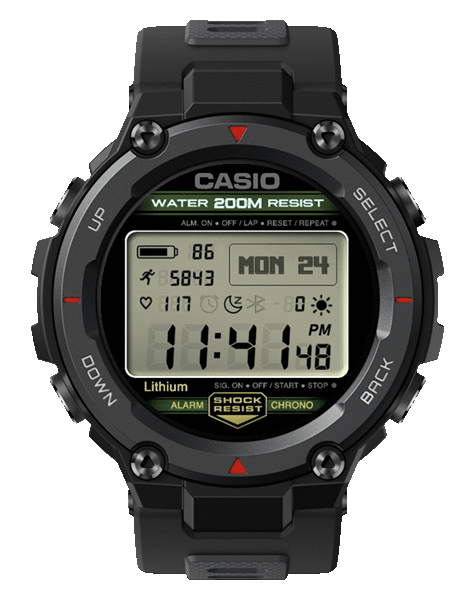 UP
SELECT
CASIO
WATER 200M RESIST
ALM. ON • OFF / LAP • RESET / REPEAT
86
MON 24
5843
117
-0
11:41 PM 48
Lithium
SIG. ON • OFF / START • STOP
ALARM
SHOCK RESIST
CHRONO
DOWN
BACK